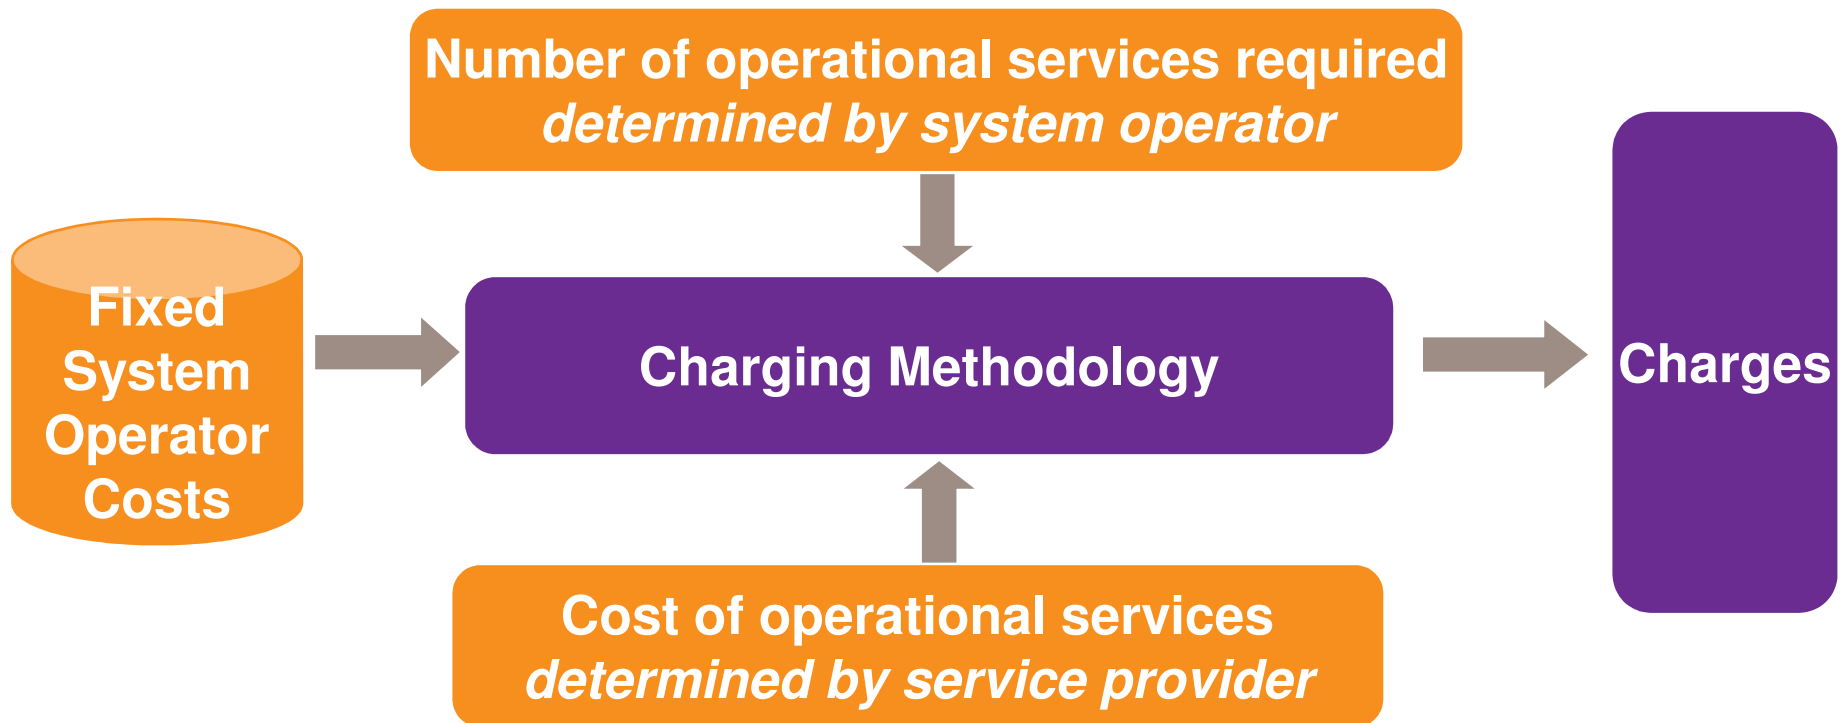 Number of operational services required
determined by system operator
Fixed
System
Operator
Costs
Charging Methodology
Charges
Cost of operational services
determined by service provider